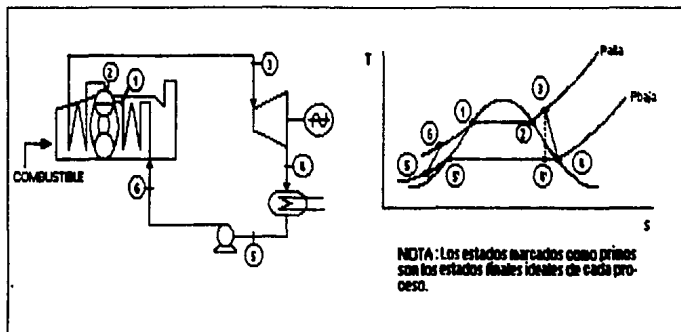 2
1
3
COMBUSTIBLE
6
4
5
T
Palta
Pbaja
3
1
2
6
5
5'
4'
4
S
NOTA: Los estados marcados como primos
son los estados finales ideales de cada pro-
ceso.